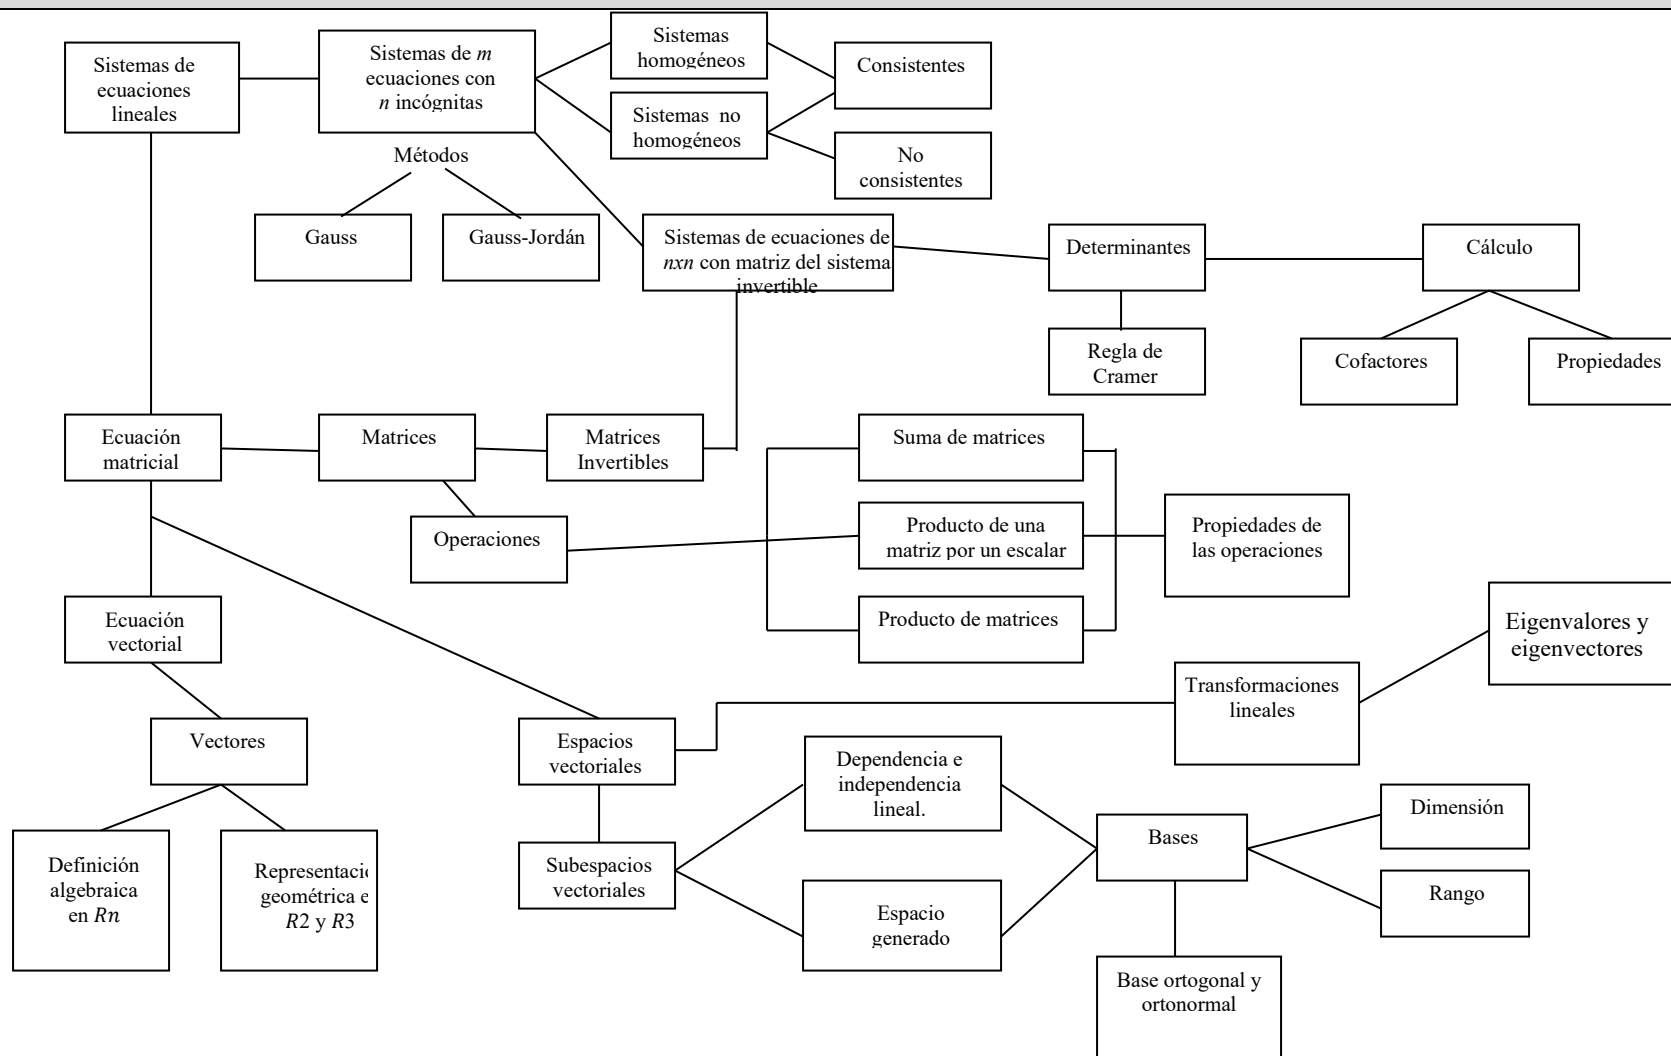 Sistemas de
ecuaciones
lineales
Sistemas de m
ecuaciones con
n incógnitas
Sistemas
homogéneos
Sistemas no
homogéneos
Consistentes
No
consistentes
Métodos
Gauss
Gauss-Jordán
Sistemas de ecuaciones de
nxn con matriz del sistema
invertible
Determinantes
Cálculo
Regla de
Cramer
Cofactores
Propiedades
Ecuación
matricial
Matrices
Matrices
Invertibles
Suma de matrices
Operaciones
Producto de una
matriz por un escalar
Propiedades de
las operaciones
Producto de matrices
Ecuación
vectorial
Eigenvalores y
eigenvectores
Transformaciones
lineales
Vectores
Espacios
vectoriales
Dependencia e
independencia
lineal.
Bases
Dimensión
Rango
Definición
algebraica
en Rn
Representaci
geométrica e
R2 y R3
Subespacios
vectoriales
Espacio
generado
Base ortogonal y
ortonormal